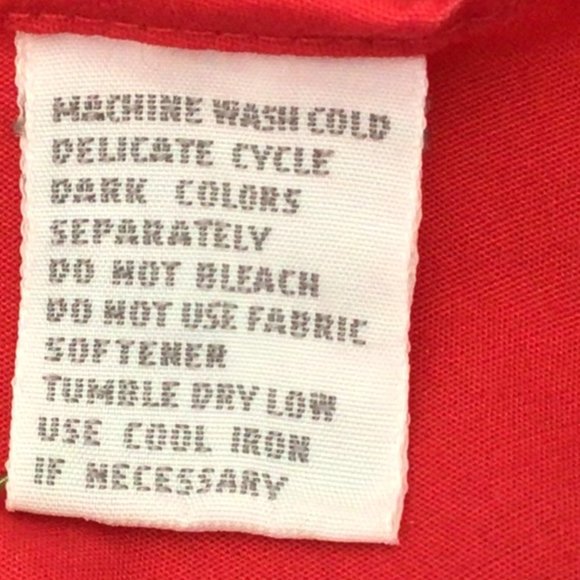 MACHINE WASH COLD
DELICATE CYCLE
DARK COLORS
SEPARATELY
DO NOT BLEACH
DO NOT USE FABRIC
SOFTENER
TUMBLE DRY LOW
USE COOL IRON
IF NECESSARY